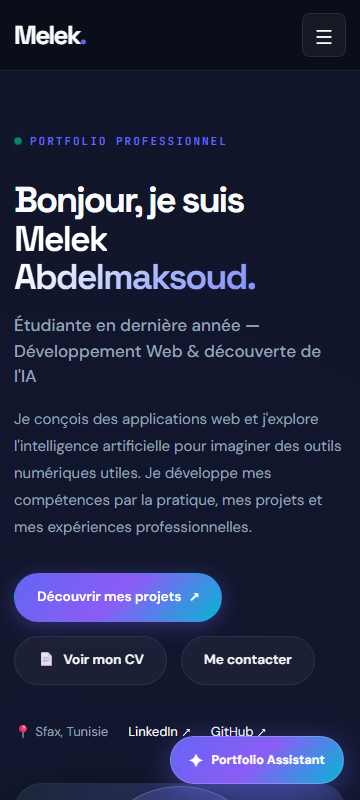 Melek.
PORTFOLIO PROFESSIONNEL
Bonjour, je suis
Melek
Abdelmaksoud.
Étudiante en dernière année —
Développement Web & découverte de
l'IA
Je conçois des applications web et j'explore
l'intelligence artificielle pour imaginer des outils
numériques utiles. Je développe mes
compétences par la pratique, mes projets et
mes expériences professionnelles.
Découvrir mes projets ↗
Voir mon CV
Me contacter
Sfax, Tunisie LinkedIn ↗ GitHub ↗
Portfolio Assistant